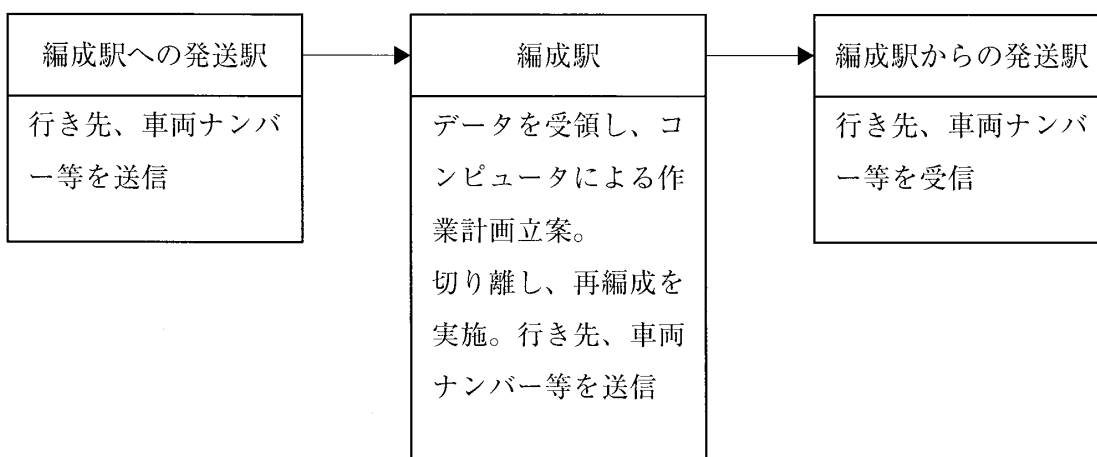 編成駅への発送駅
行き先、車両ナンバ
ー等を送信
編成駅
データを受領し、コ
ンピュータによる作
業計画立案。
切り離し、再編成を
実施。行き先、車両
ナンバー等を送信
編成駅からの発送駅
行き先、車両ナンバ
ー等を受信